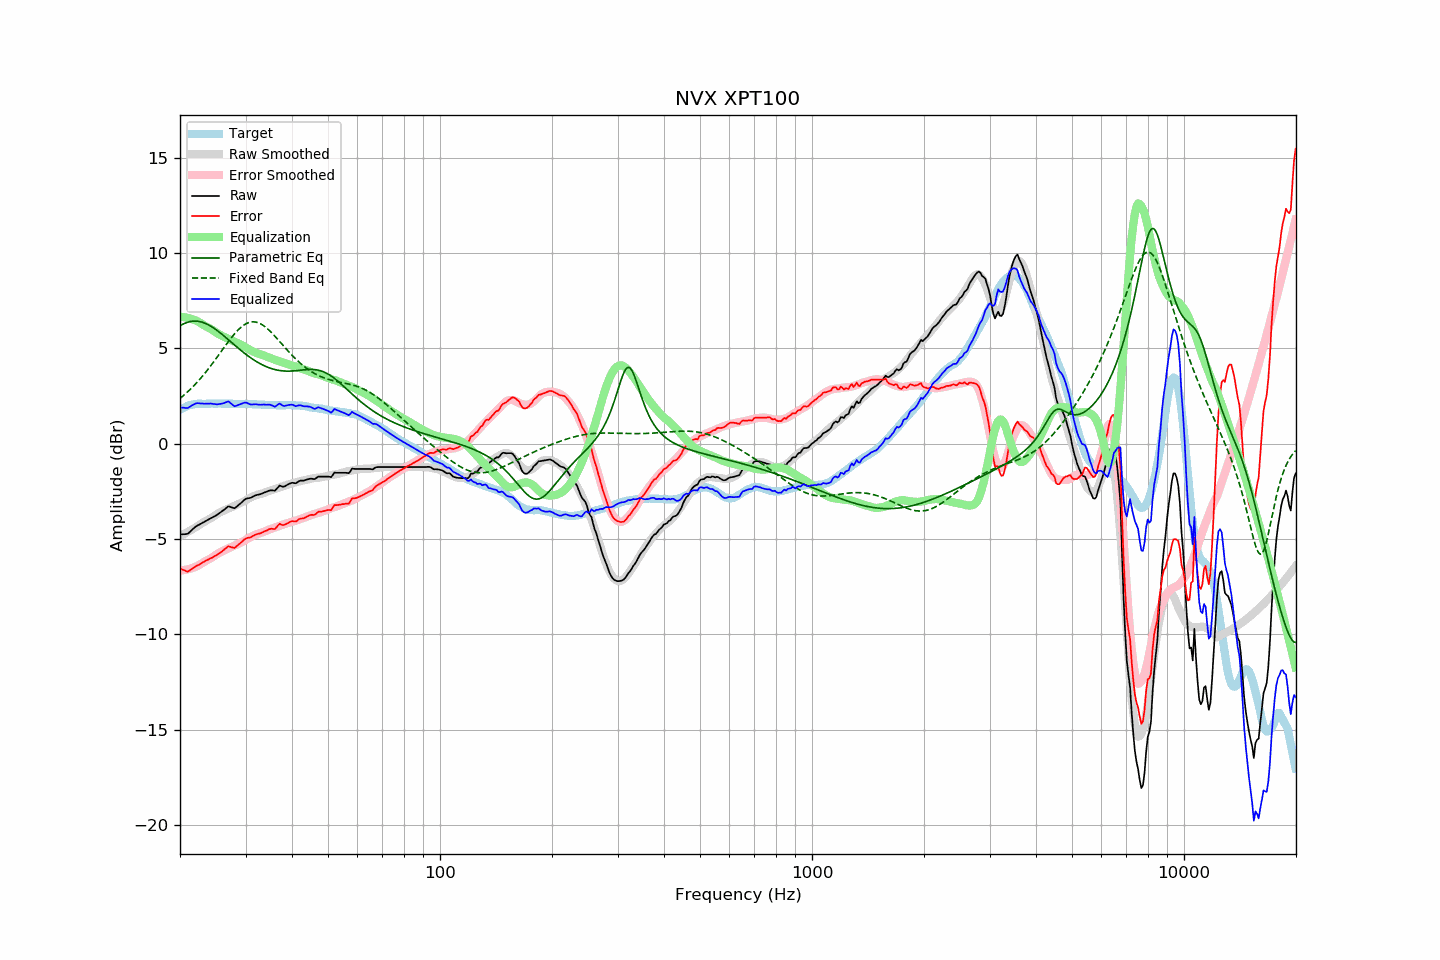 NVX XPT100
Target
Raw Smoothed
Error Smoothed
Raw
Error
Equalization
Parametric Eq
Fixed Band Eq
Equalized
15
10
5
0
−5
−10
−15
−20
Amplitude (dBr)
100
1000
10000
Frequency (Hz)